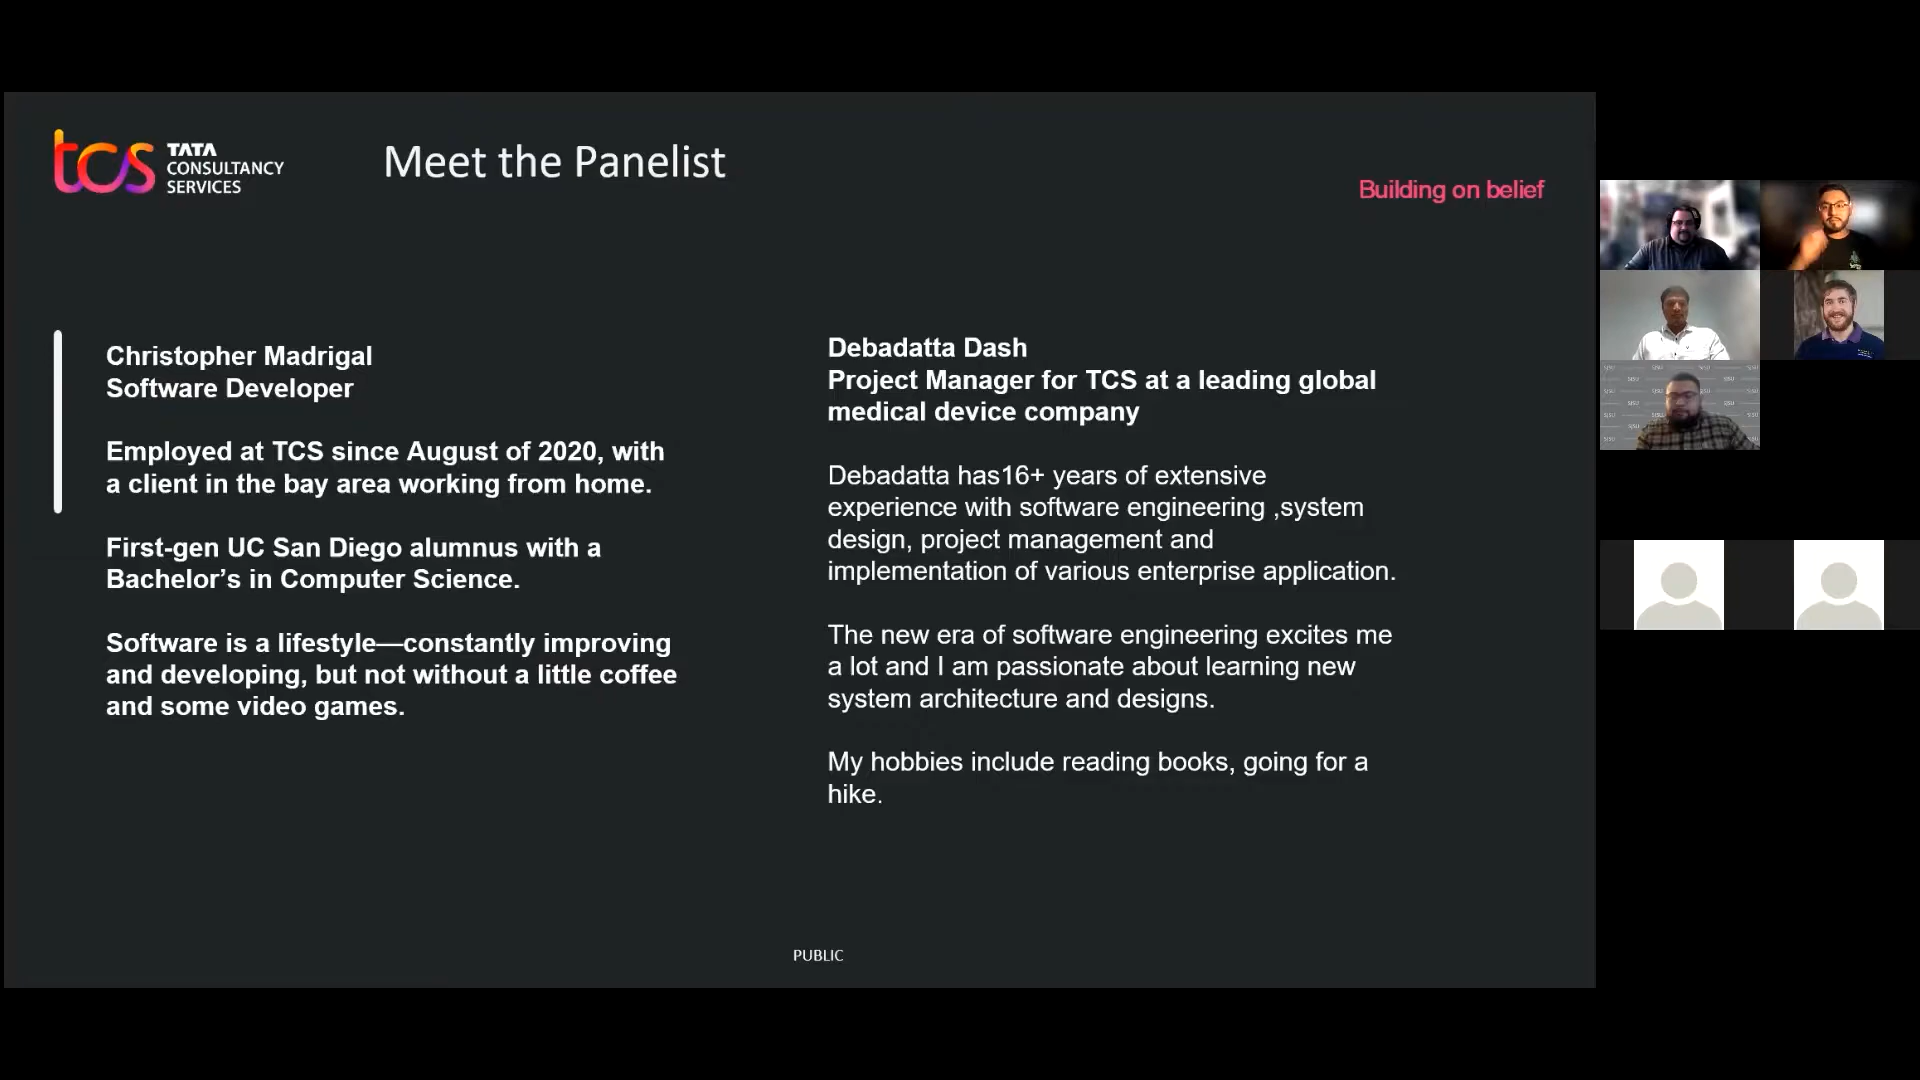 tcs TATA
CONSULTANCY
SERVICES
Meet the Panelist
Building on belief
Christopher Madrigal
Software Developer
Employed at TCS since August of 2020, with
a client in the bay area working from home.
First-gen UC San Diego alumnus with a
Bachelor’s in Computer Science.
Software is a lifestyle—constantly improving
and developing, but not without a little coffee
and some video games.
Debadatta Dash
Project Manager for TCS at a leading global
medical device company
Debadatta has16+ years of extensive
experience with software engineering ,system
design, project management and
implementation of various enterprise application.
The new era of software engineering excites me
a lot and I am passionate about learning new
system architecture and designs.
My hobbies include reading books, going for a
hike.
PUBLIC